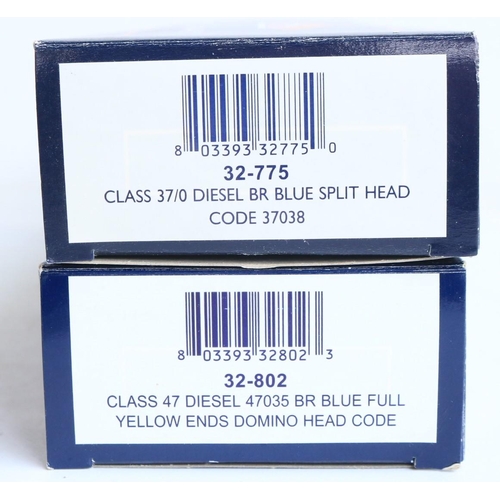 8 03393 32775 0
32-775
CLASS 37/0 DIESEL BR BLUE SPLIT HEAD
CODE 37038
8 03393 32802 3
32-802
CLASS 47 DIESEL 47035 BR BLUE FULL
YELLOW ENDS DOMINO HEAD CODE